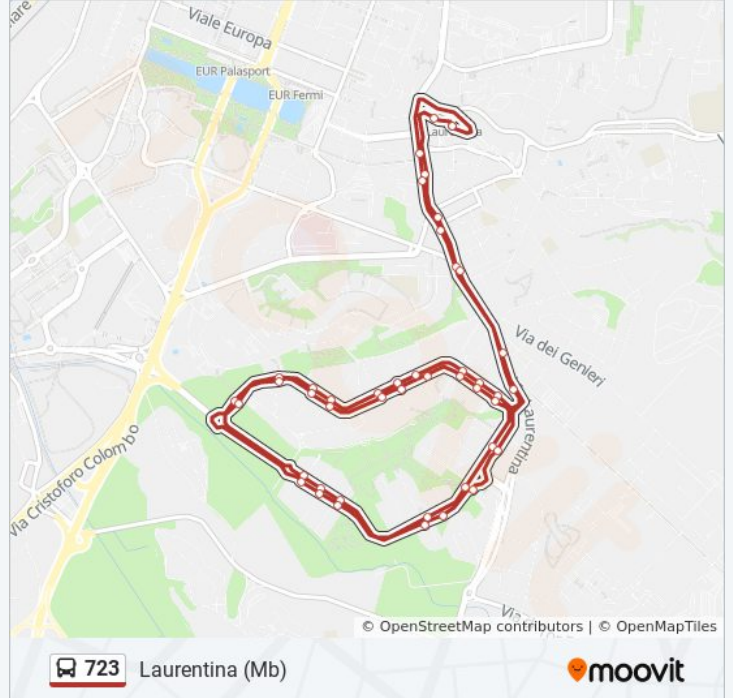 Viale Europa
EUR Palasport
EUR Fermi
Via dei Genieri
Laurentina
Via Cristoforo Colombo
© OpenStreetMap contributors | © OpenMapTiles
723 Laurentina (Mb)
moovit